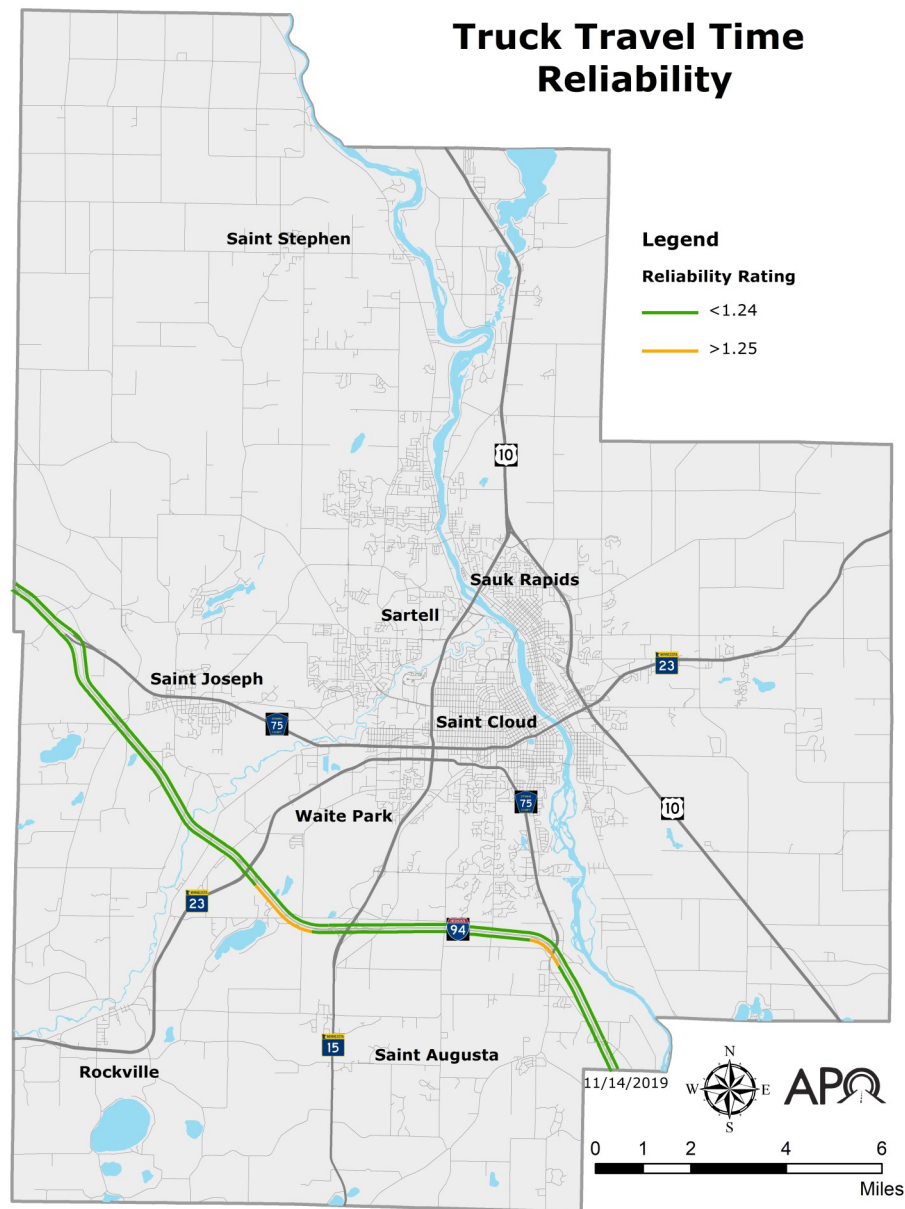 Truck Travel Time
Reliability
Saint Stephen
Legend
Reliability Rating
<1.24
>1.25
10
Sauk Rapids
Sartell
23
Saint Joseph
Saint Cloud
75
75
10
Waite Park
23
94
15
Saint Augusta
Rockville
11/14/2019
N
W
E
S
APO
0 1 2 4 6
Miles